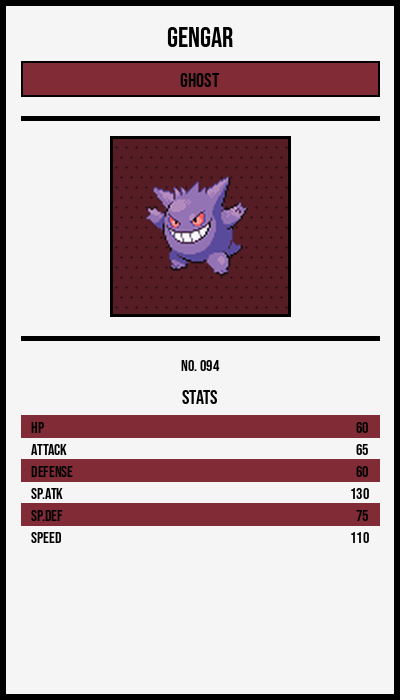 GENGAR
GHOST
NO. 094
STATS
HP 60
ATTACK 65
DEFENSE 60
SP.ATK 130
SP.DEF 75
SPEED 110